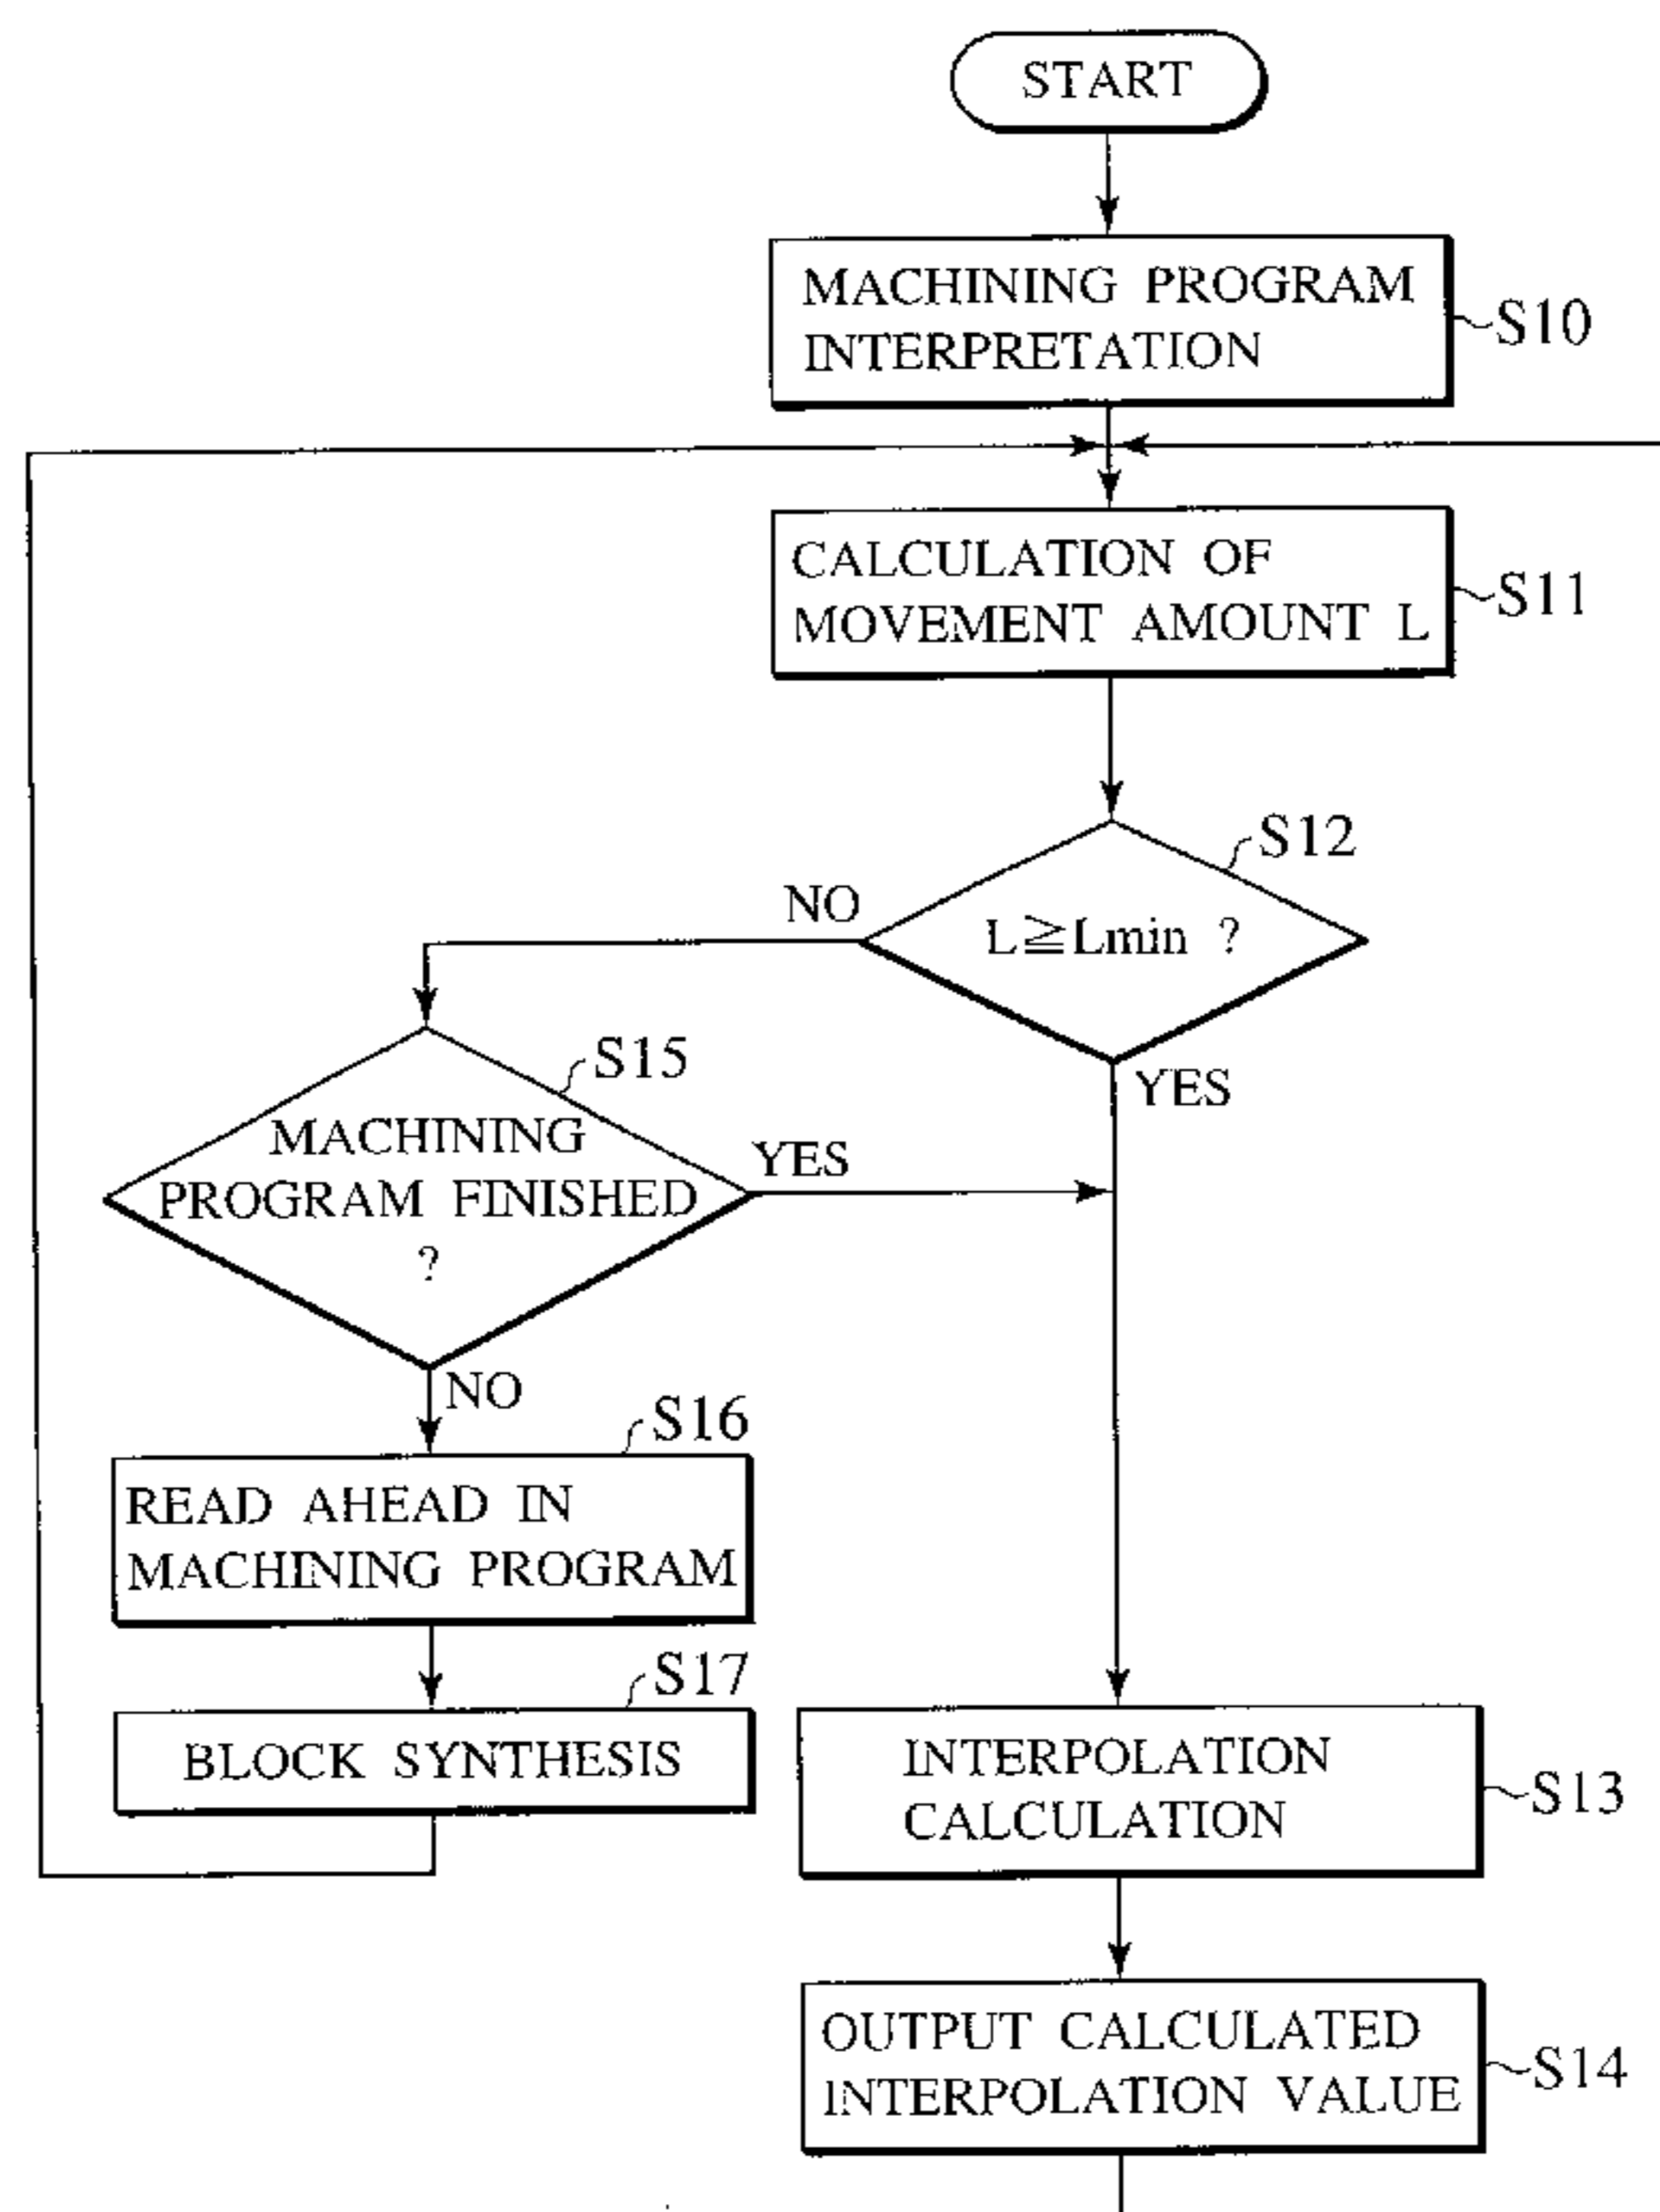 START
MACHINING PROGRAM
INTERPRETATION
S10
CALCULATION OF
MOVEMENT AMOUNT L
S11
S12
NO
L≧Lmin ?
YES
S15
MACHINING
PROGRAM FINISHED
?
YES
NO
S16
READ AHEAD IN
MACHINING PROGRAM
S17
BLOCK SYNTHESIS
INTERPOLATION
CALCULATION
S13
OUTPUT CALCULATED
INTERPOLATION VALUE
S14